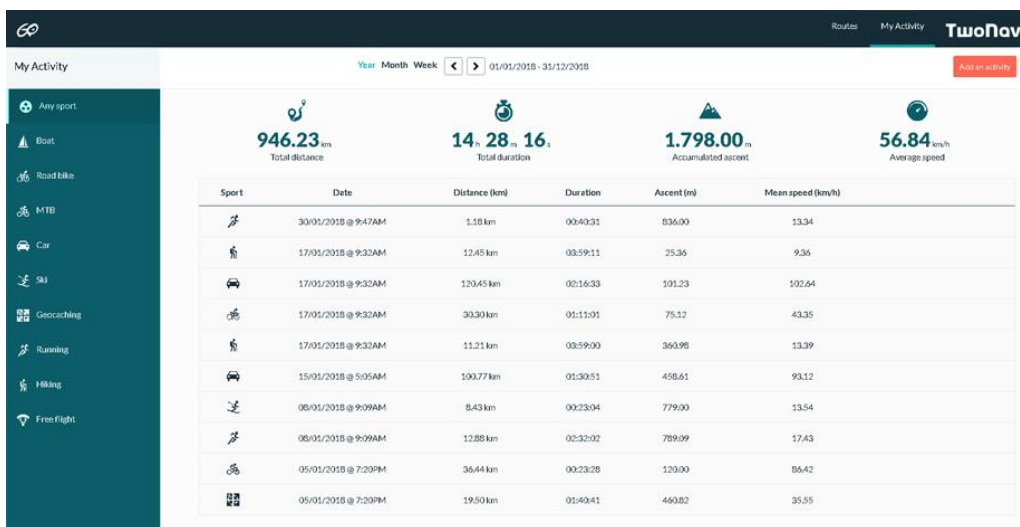 Routes My Activity TwoNav
My Activity
Year Month Week 01/01/2018 - 31/12/2018
Add an activity
Any sport
Boat
Road bike
MTB
Car
Ski
Geocaching
Running
Hiking
Free flight
946.23 km
Total distance
14h 28m 16s
Total duration
1.798.00 m
Accumulated ascent
56.84 km/h
Average speed
Sport Date Distance (km) Duration Ascent (m) Mean speed (km/h)
30/01/2018 @ 9:47AM 1.18 km 00:40:31 836.00 13.34
17/01/2018 @ 9:32AM 12.45 km 03:59:11 25.36 9.36
17/01/2018 @ 9:32AM 120.45 km 02:16:33 101.23 102.64
17/01/2018 @ 9:32AM 30.30 km 01:11:01 75.12 43.35
17/01/2018 @ 9:32AM 11.21 km 03:59:00 360.98 13.39
15/01/2018 @ 5:05AM 100.77 km 01:30:51 458.61 93.12
08/01/2018 @ 9:09AM 8.43 km 00:23:04 779.00 13.54
08/01/2018 @ 9:09AM 12.88 km 02:32:02 789.09 17.43
05/01/2018 @ 7:20PM 36.44 km 00:23:28 120.00 86.42
05/01/2018 @ 7:20PM 19.50 km 01:40:41 460.82 35.55